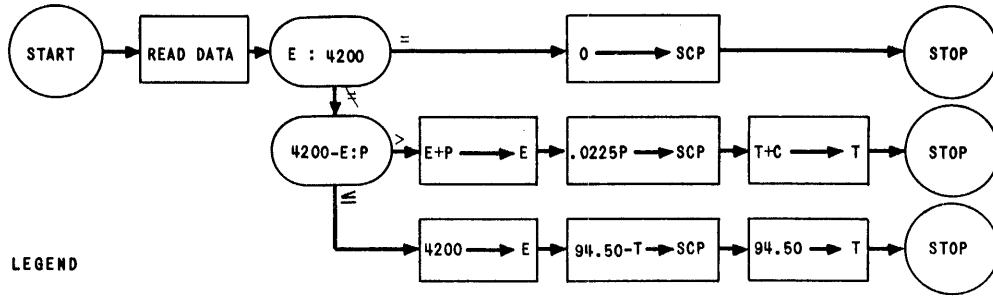 START
READ DATA
E : 4200
=
0 → SCP
STOP
≠
4200-E:P
>
E+P → E
.0225P → SCP
T+C → T
STOP
≤
4200 → E
94.50-T → SCP
94.50 → T
STOP
LEGEND